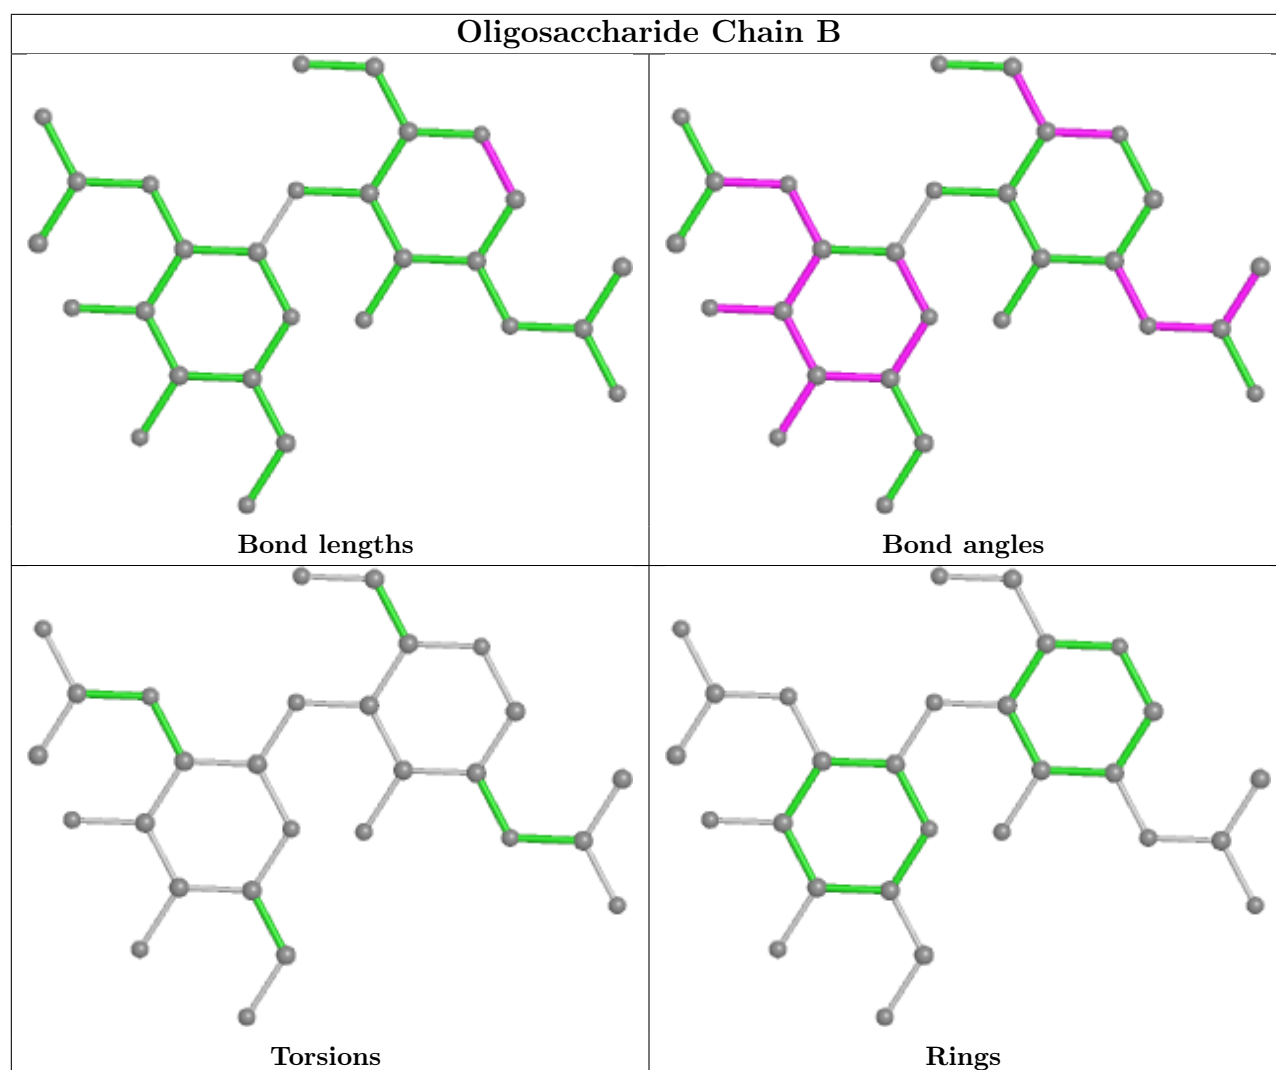 Oligosaccharide Chain B
Bond lengths
Bond angles
Torsions
Rings